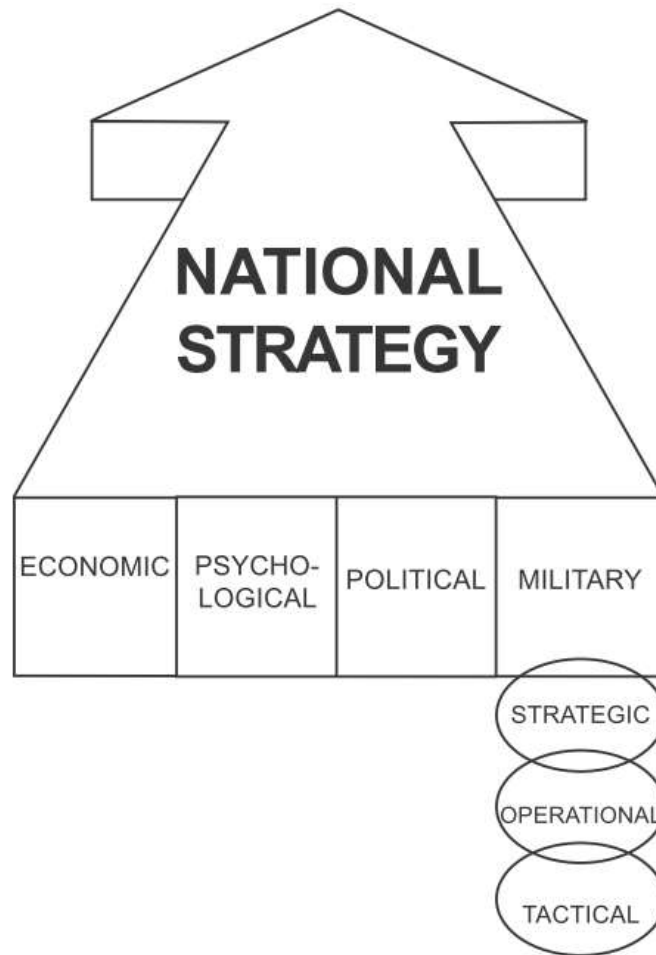 NATIONAL
STRATEGY
ECONOMIC
PSYCHO-
LOGICAL
POLITICAL
MILITARY
STRATEGIC
OPERATIONAL
TACTICAL